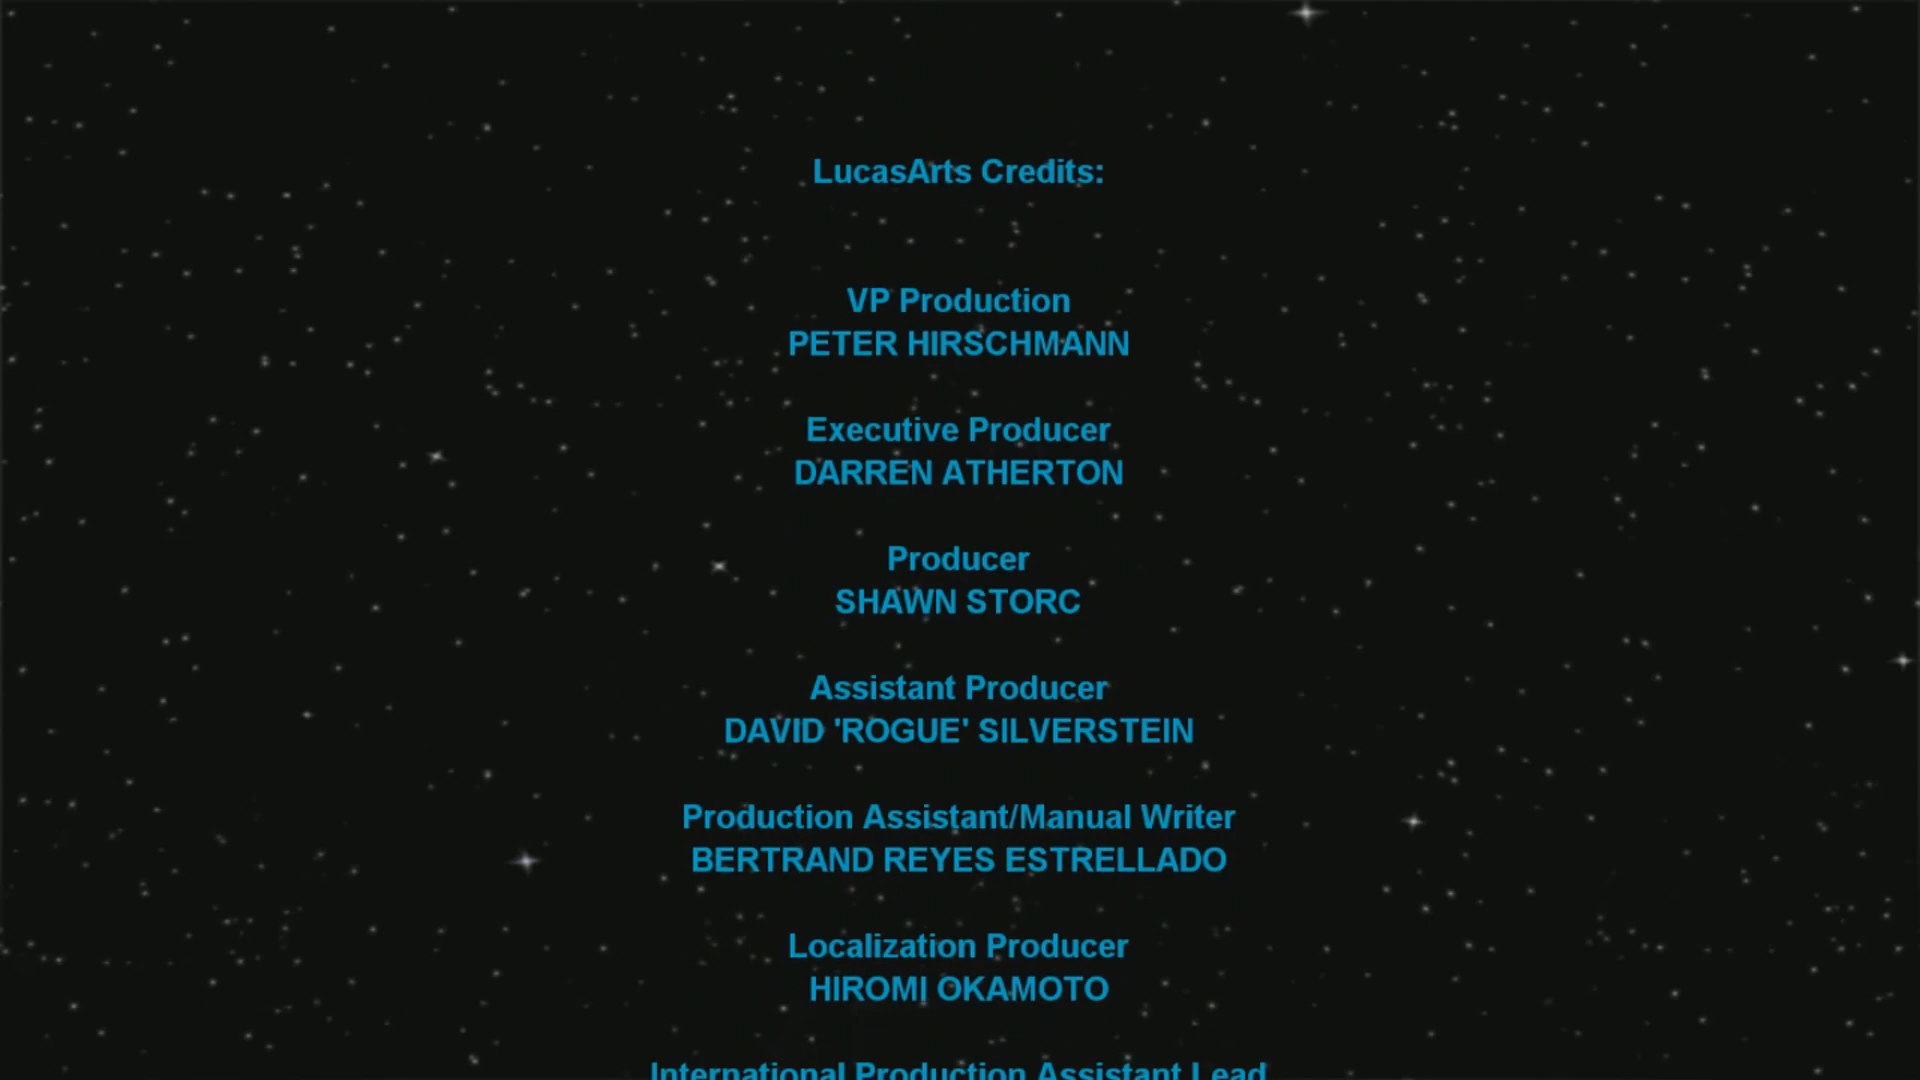 LucasArts Credits:
VP Production
PETER HIRSCHMANN
Executive Producer
DARREN ATHERTON
Producer
SHAWN STORC
Assistant Producer
DAVID 'ROGUE' SILVERSTEIN
Production Assistant/Manual Writer
BERTRAND REYES ESTRELLADO
Localization Producer
HIROMI OKAMOTO
International Production Assistant Lead